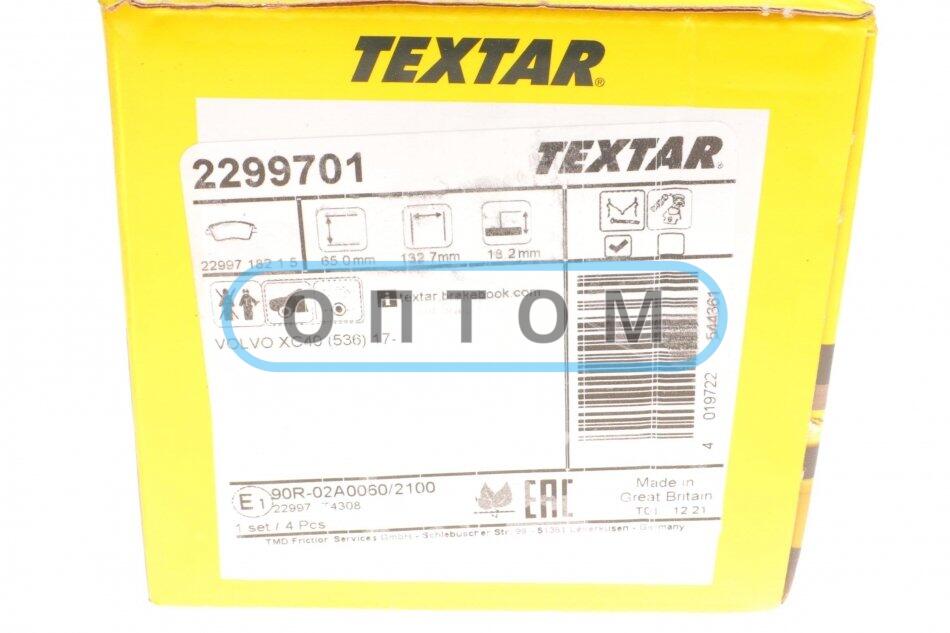 TEXTAR®
2299701
TEXTAR®
22997 182 1 5
65.0mm
132.7mm
18.2mm
textar.brakebook.com
ОПТОМ
VOLVO XC40 (536) 17-
4 019722 544361
E1
90R-02A0060/2100
22997 4308
1 set / 4 Pcs
EAC
Made in
Great Britain
12 21
TMD Friction Services GmbH - Schlebuscher Str. 99 - 51381 Leverkusen - Germany